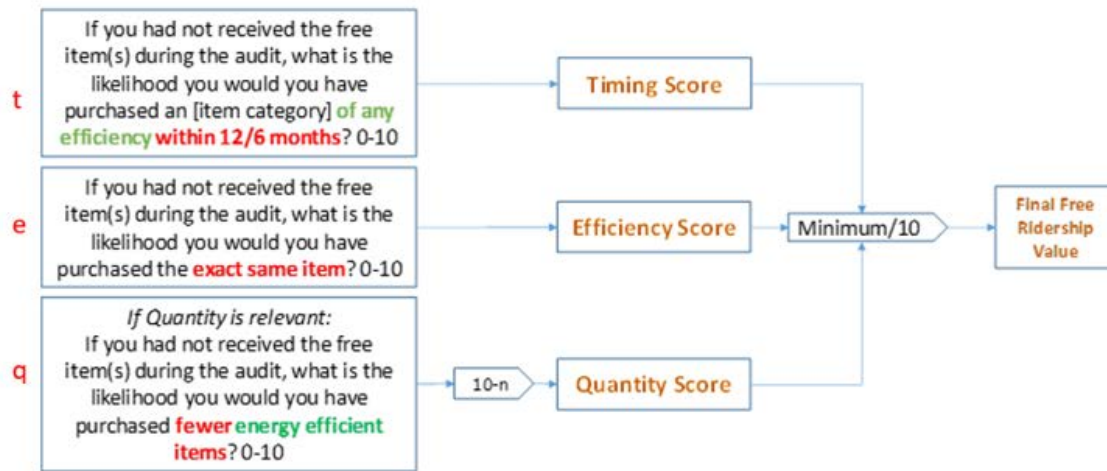 t
If you had not received the free
item(s) during the audit, what is the
likelihood you would you have
purchased an [item category] of any
efficiency within 12/6 months? 0-10
Timing Score
e
If you had not received the free
item(s) during the audit, what is the
likelihood you would you have
purchased the exact same item? 0-10
Efficiency Score
Minimum/10
Final Free
Ridership
Value
q
If Quantity is relevant:
If you had not received the free
item(s) during the audit, what is the
likelihood you would you have
purchased fewer energy efficient
items? 0-10
10-n
Quantity Score